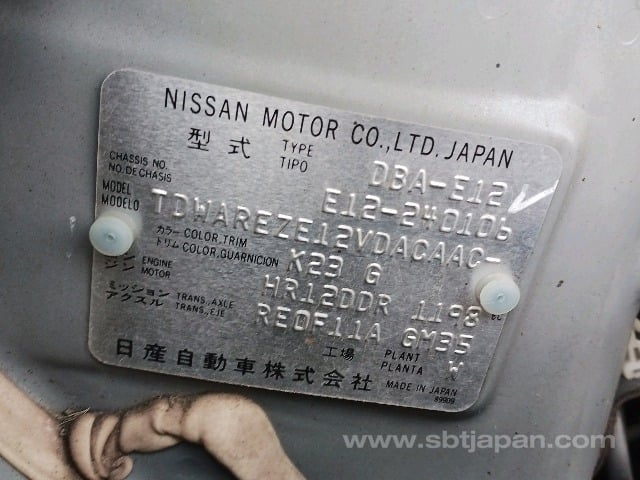 NISSAN MOTOR CO.,LTD. JAPAN
型式 TYPE TIPO DBA-E12
CHASSIS NO. NO. DE CHASIS E12-240106
MODEL MODELO TDWAREZE12VDACAAC-
カラー トリム COLOR,TRIM COLOR,GUARNICION K23 G
ENGINE MOTOR HR12DDR 1198 cc
ミッション アクスル TRANS.,AXLE TRANS.,EJE RE0F11A GM35
工場 PLANT PLANTA W
日産自動車株式会社 MADE IN JAPAN
89909
www.sbtjapan.com